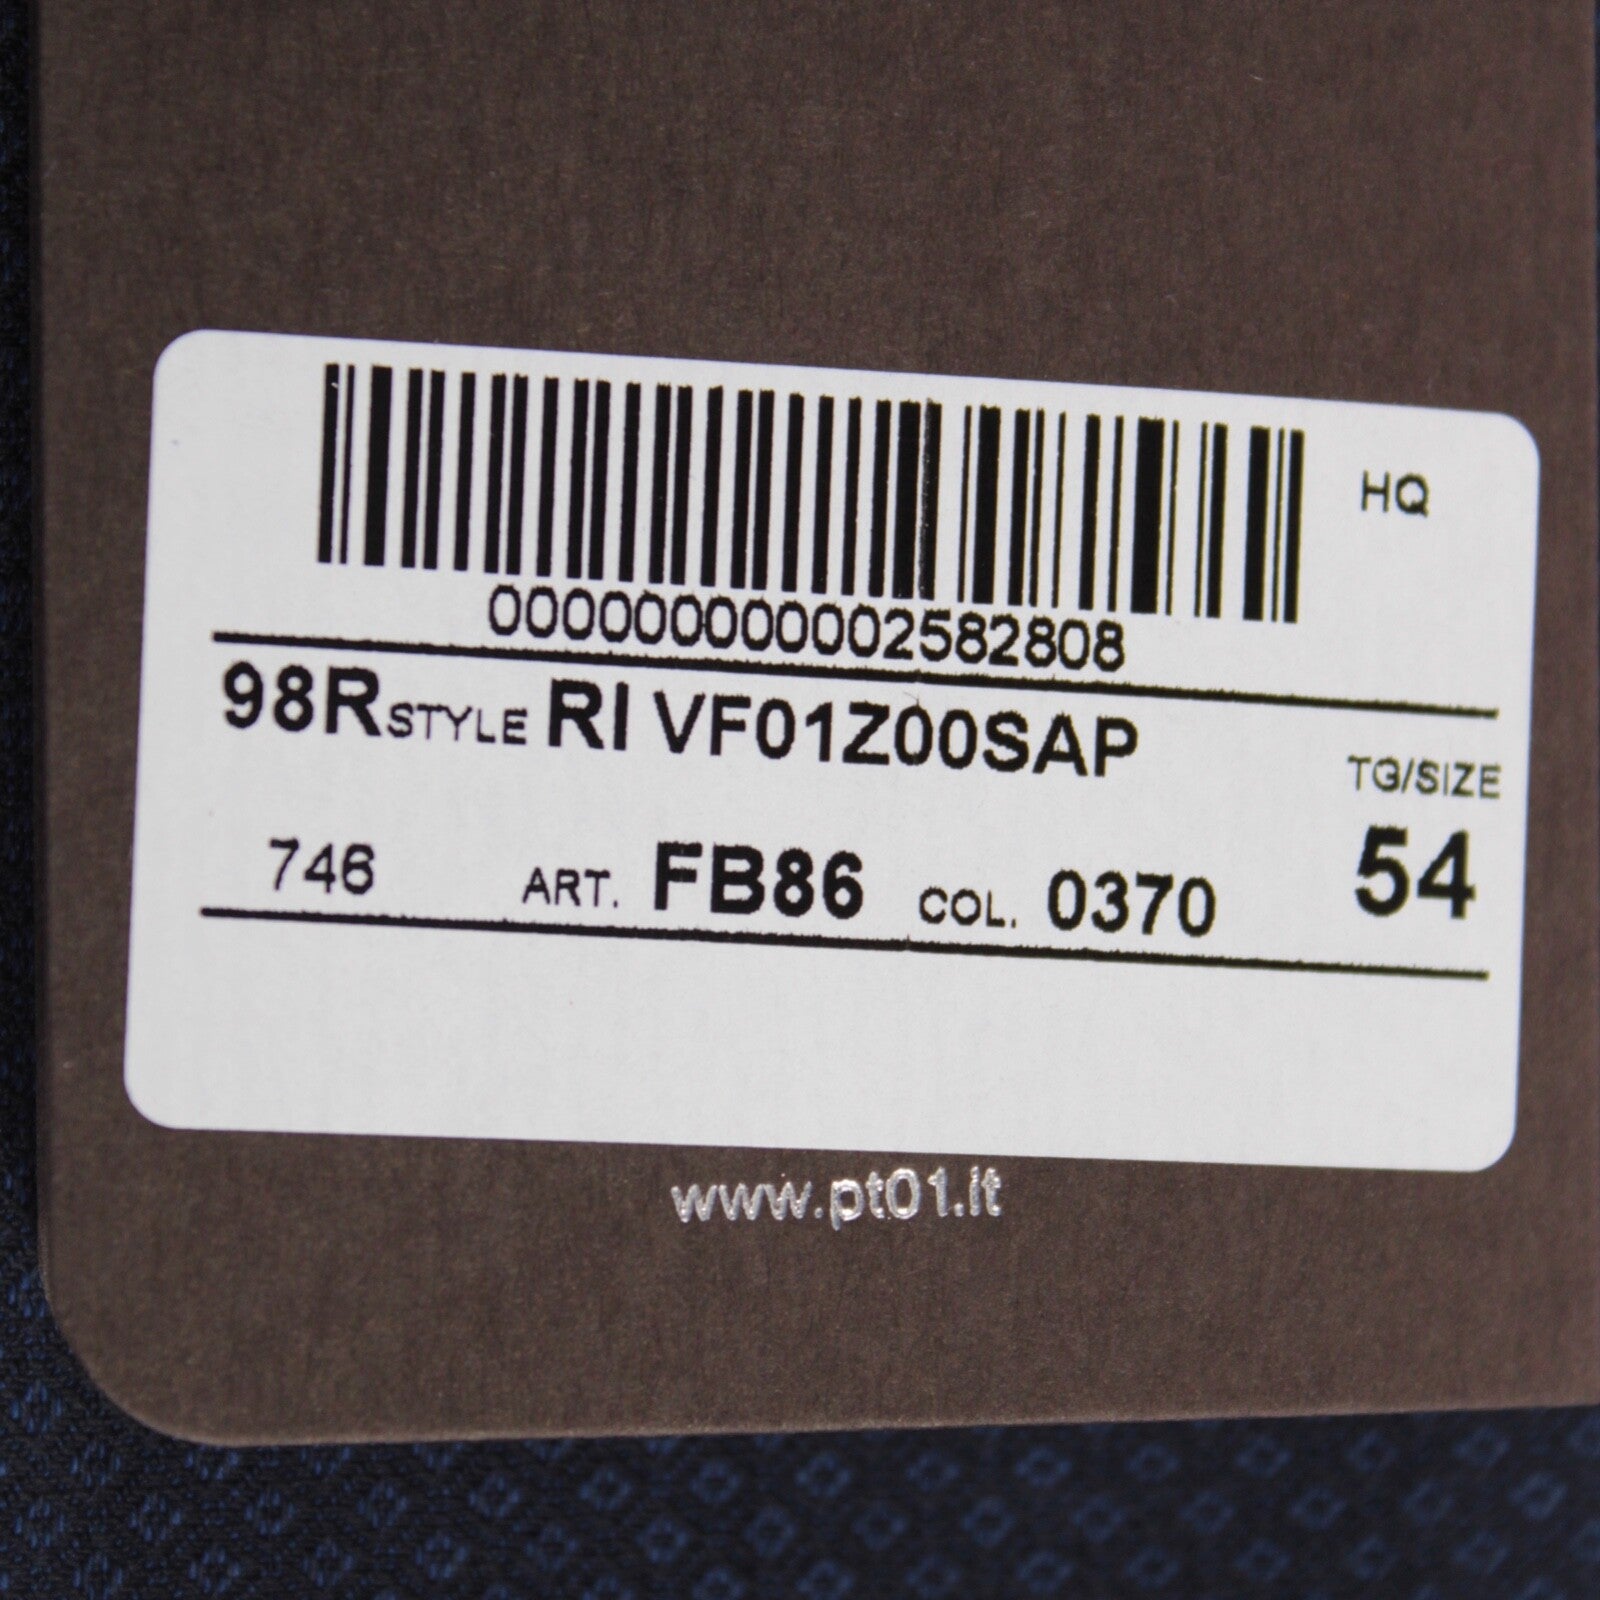 HQ
000000000002582808
98R STYLE RI VF01Z00SAP
TG/SIZE
746 ART. FB86 COL. 0370 54
www.pt01.it